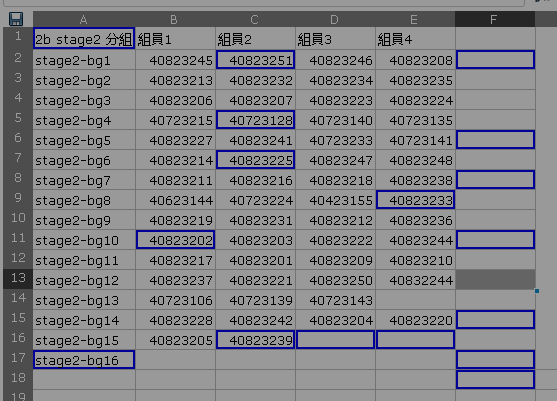 A B C D E F
1 2b stage2 分組 組員1 組員2 組員3 組員4
2 stage2-bg1 40823245 40823251 40823246 40823208
3 stage2-bg2 40823213 40823232 40823234 40823235
4 stage2-bg3 40823206 40823207 40823223 40823224
5 stage2-bg4 40723215 40723128 40723140 40723135
6 stage2-bg5 40823227 40823241 40723233 40723141
7 stage2-bg6 40823214 40823225 40823247 40823248
8 stage2-bg7 40823211 40823216 40823218 40823238
9 stage2-bg8 40623144 40723224 40423155 40823233
10 stage2-bg9 40823219 40823231 40823212 40823236
11 stage2-bg10 40823202 40823203 40823222 40823244
12 stage2-bg11 40823217 40823201 40823209 40823210
13 stage2-bg12 40823237 40823221 40823250 40832244
14 stage2-bg13 40723106 40723139 40723143
15 stage2-bg14 40823228 40823242 40823204 40823220
16 stage2-bg15 40823205 40823239
17 stage2-bg16
18